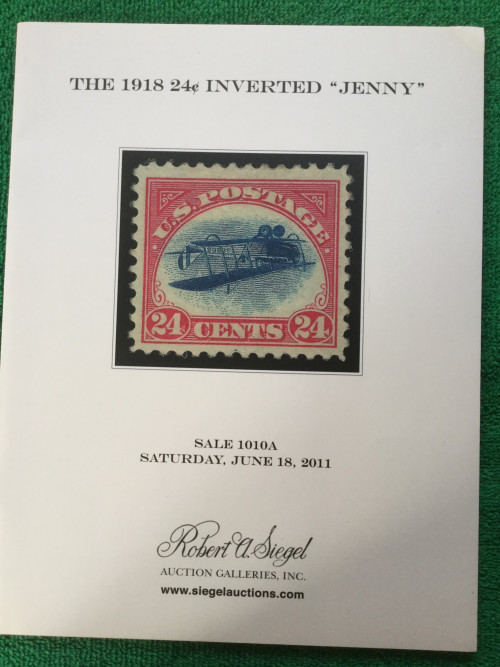 THE 1918 24¢ INVERTED “JENNY”
U.S. POSTAGE
24 CENTS 24
SALE 1010A
SATURDAY, JUNE 18, 2011
Robert A. Siegel
AUCTION GALLERIES, INC.
www.siegelauctions.com